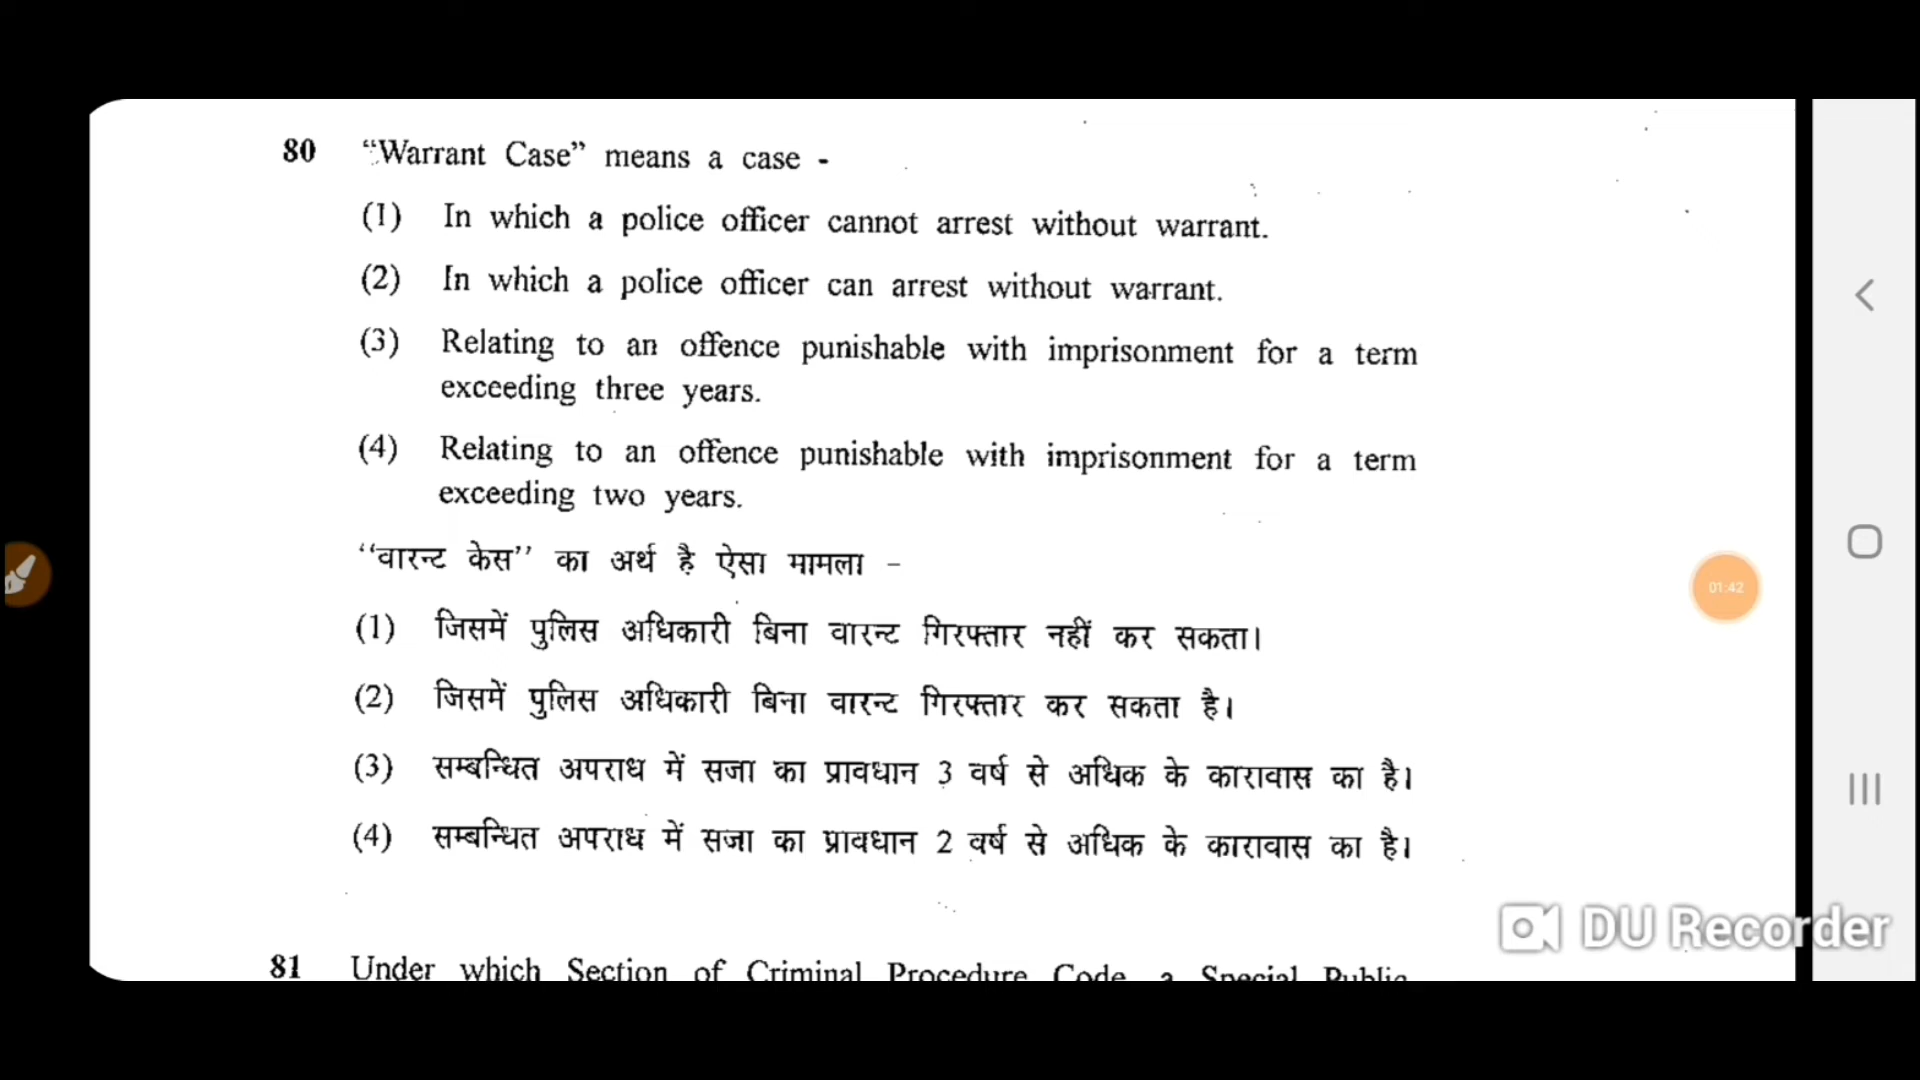 80 “Warrant Case” means a case -
(1) In which a police officer cannot arrest without warrant.
(2) In which a police officer can arrest without warrant.
(3) Relating to an offence punishable with imprisonment for a term
exceeding three years.
(4) Relating to an offence punishable with imprisonment for a term
exceeding two years.
‘‘वारन्ट केस’’ का अर्थ है ऐसा मामला –
(1) जिसमें पुलिस अधिकारी बिना वारन्ट गिरफ्तार नहीं कर सकता।
(2) जिसमें पुलिस अधिकारी बिना वारन्ट गिरफ्तार कर सकता है।
(3) सम्बन्धित अपराध में सजा का प्रावधान 3 वर्ष से अधिक के कारावास का है।
(4) सम्बन्धित अपराध में सजा का प्रावधान 2 वर्ष से अधिक के कारावास का है।
81 Under which Section of Criminal Procedure Code, a Special Public
01:42
DU Recorder